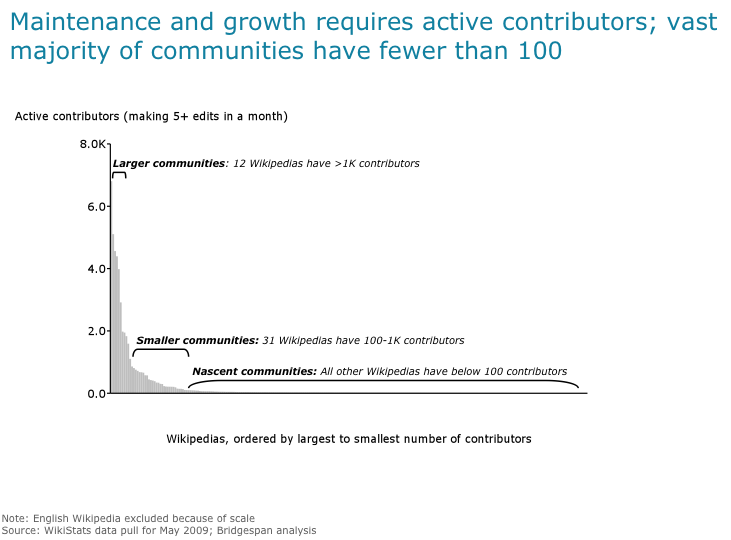 Maintenance and growth requires active contributors; vast
majority of communities have fewer than 100
Active contributors (making 5+ edits in a month)
8.0K
Larger communities: 12 Wikipedias have >1K contributors
6.0
4.0
2.0
Smaller communities: 31 Wikipedias have 100-1K contributors
Nascent communities: All other Wikipedias have below 100 contributors
0.0
Wikipedias, ordered by largest to smallest number of contributors
Note: English Wikipedia excluded because of scale
Source: WikiStats data pull for May 2009; Bridgespan analysis